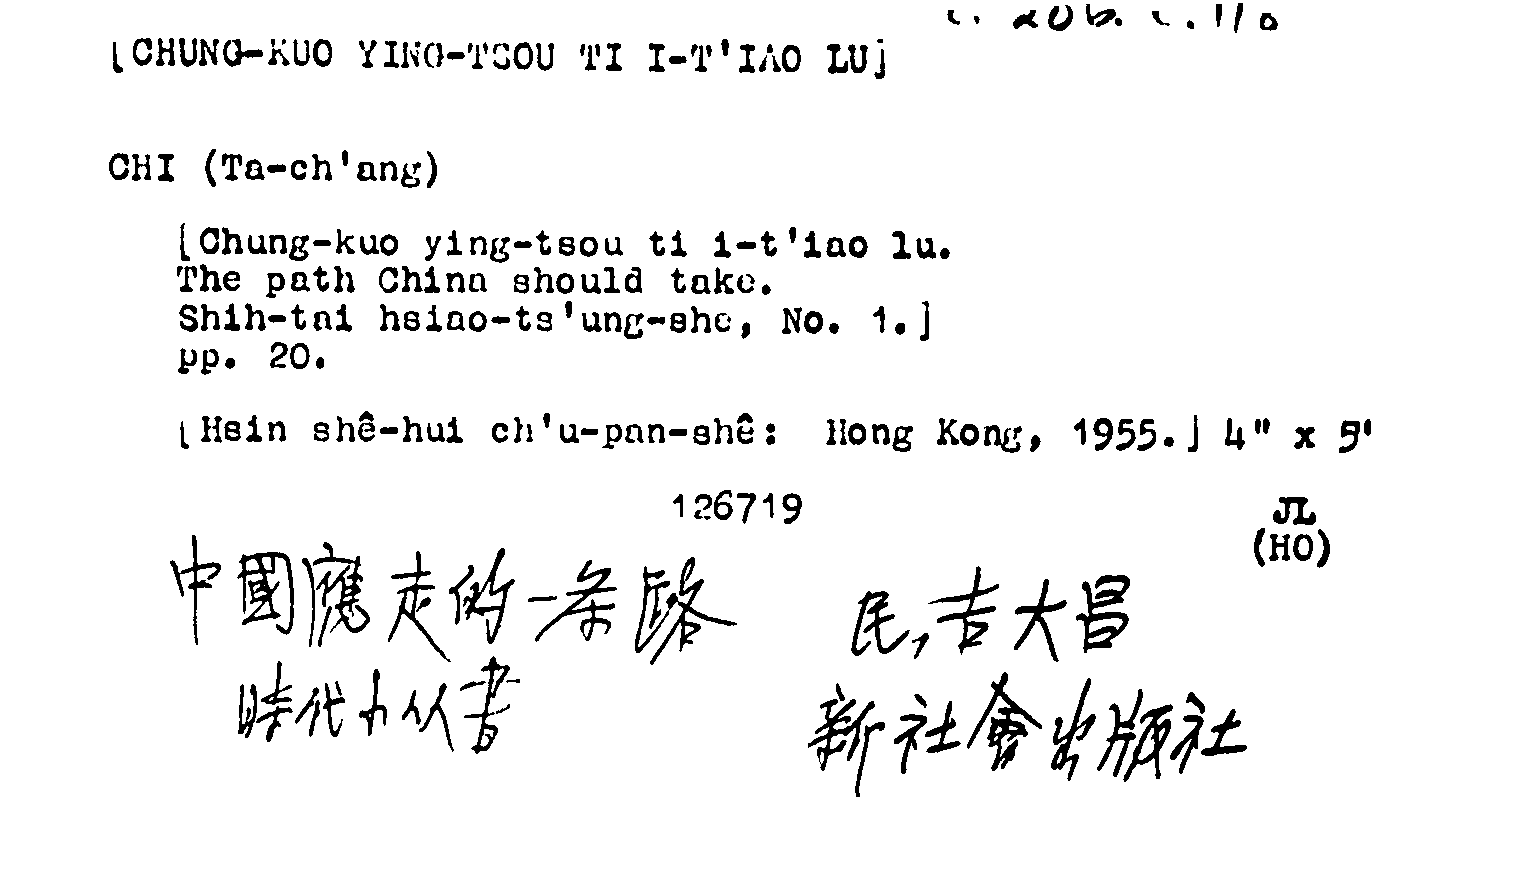 [CHUNG-KUO YING-TSOU TI I-T'IAO LU]
CHI (Ta-ch'ang)
[Chung-kuo ying-tsou ti i-t'iao lu.
The path China should take.
Shih-tai hsiao-ts'ung-she, No. 1.]
pp. 20.
[Hsin shê-hui ch'u-pan-shê: Hong Kong, 1955.] 4" x 5'
126719
JL
(HO)
中國應走的一条路 民,吉大昌
時代小从書 新社會出版社